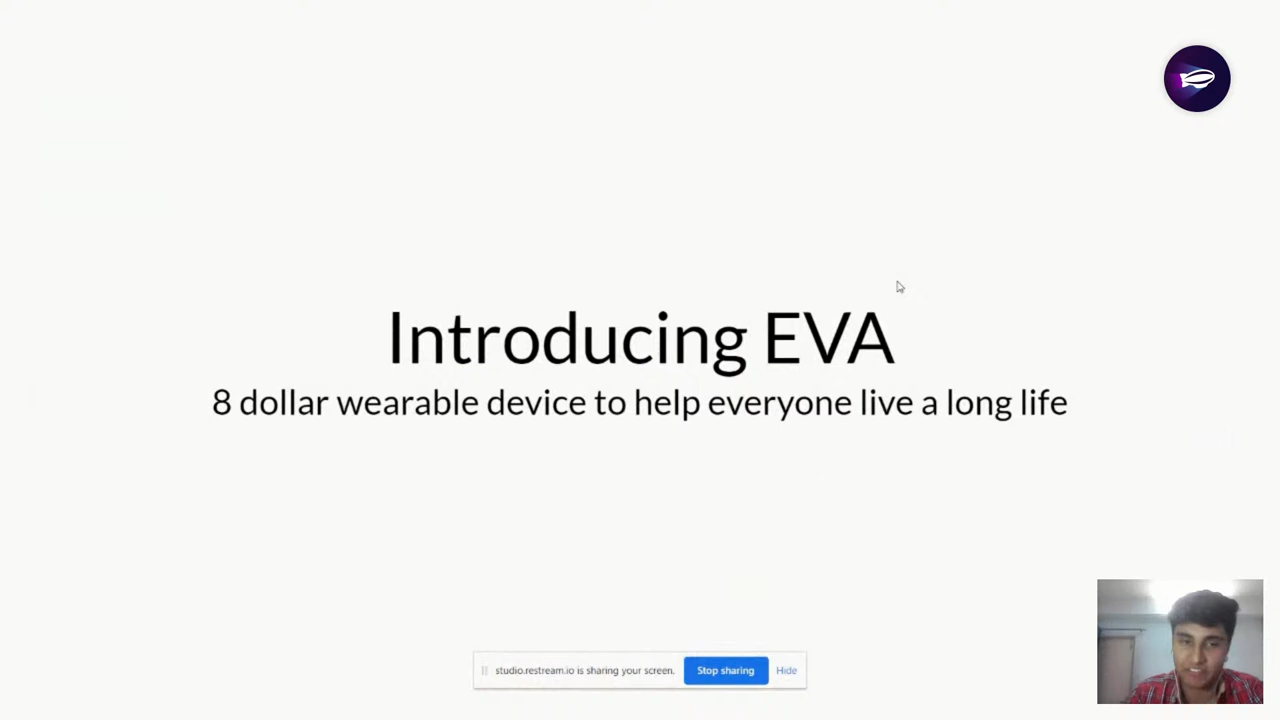 Introducing EVA
8 dollar wearable device to help everyone live a long life
studio.restream.io is sharing your screen. Stop sharing Hide